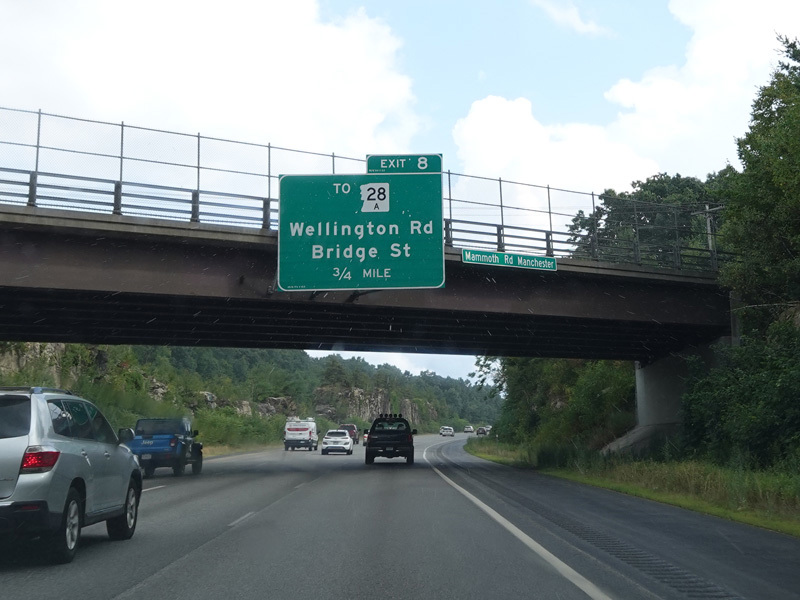 EXIT 8
TO 28
A
Wellington Rd
Bridge St
3/4 MILE
Mammoth Rd Manchester